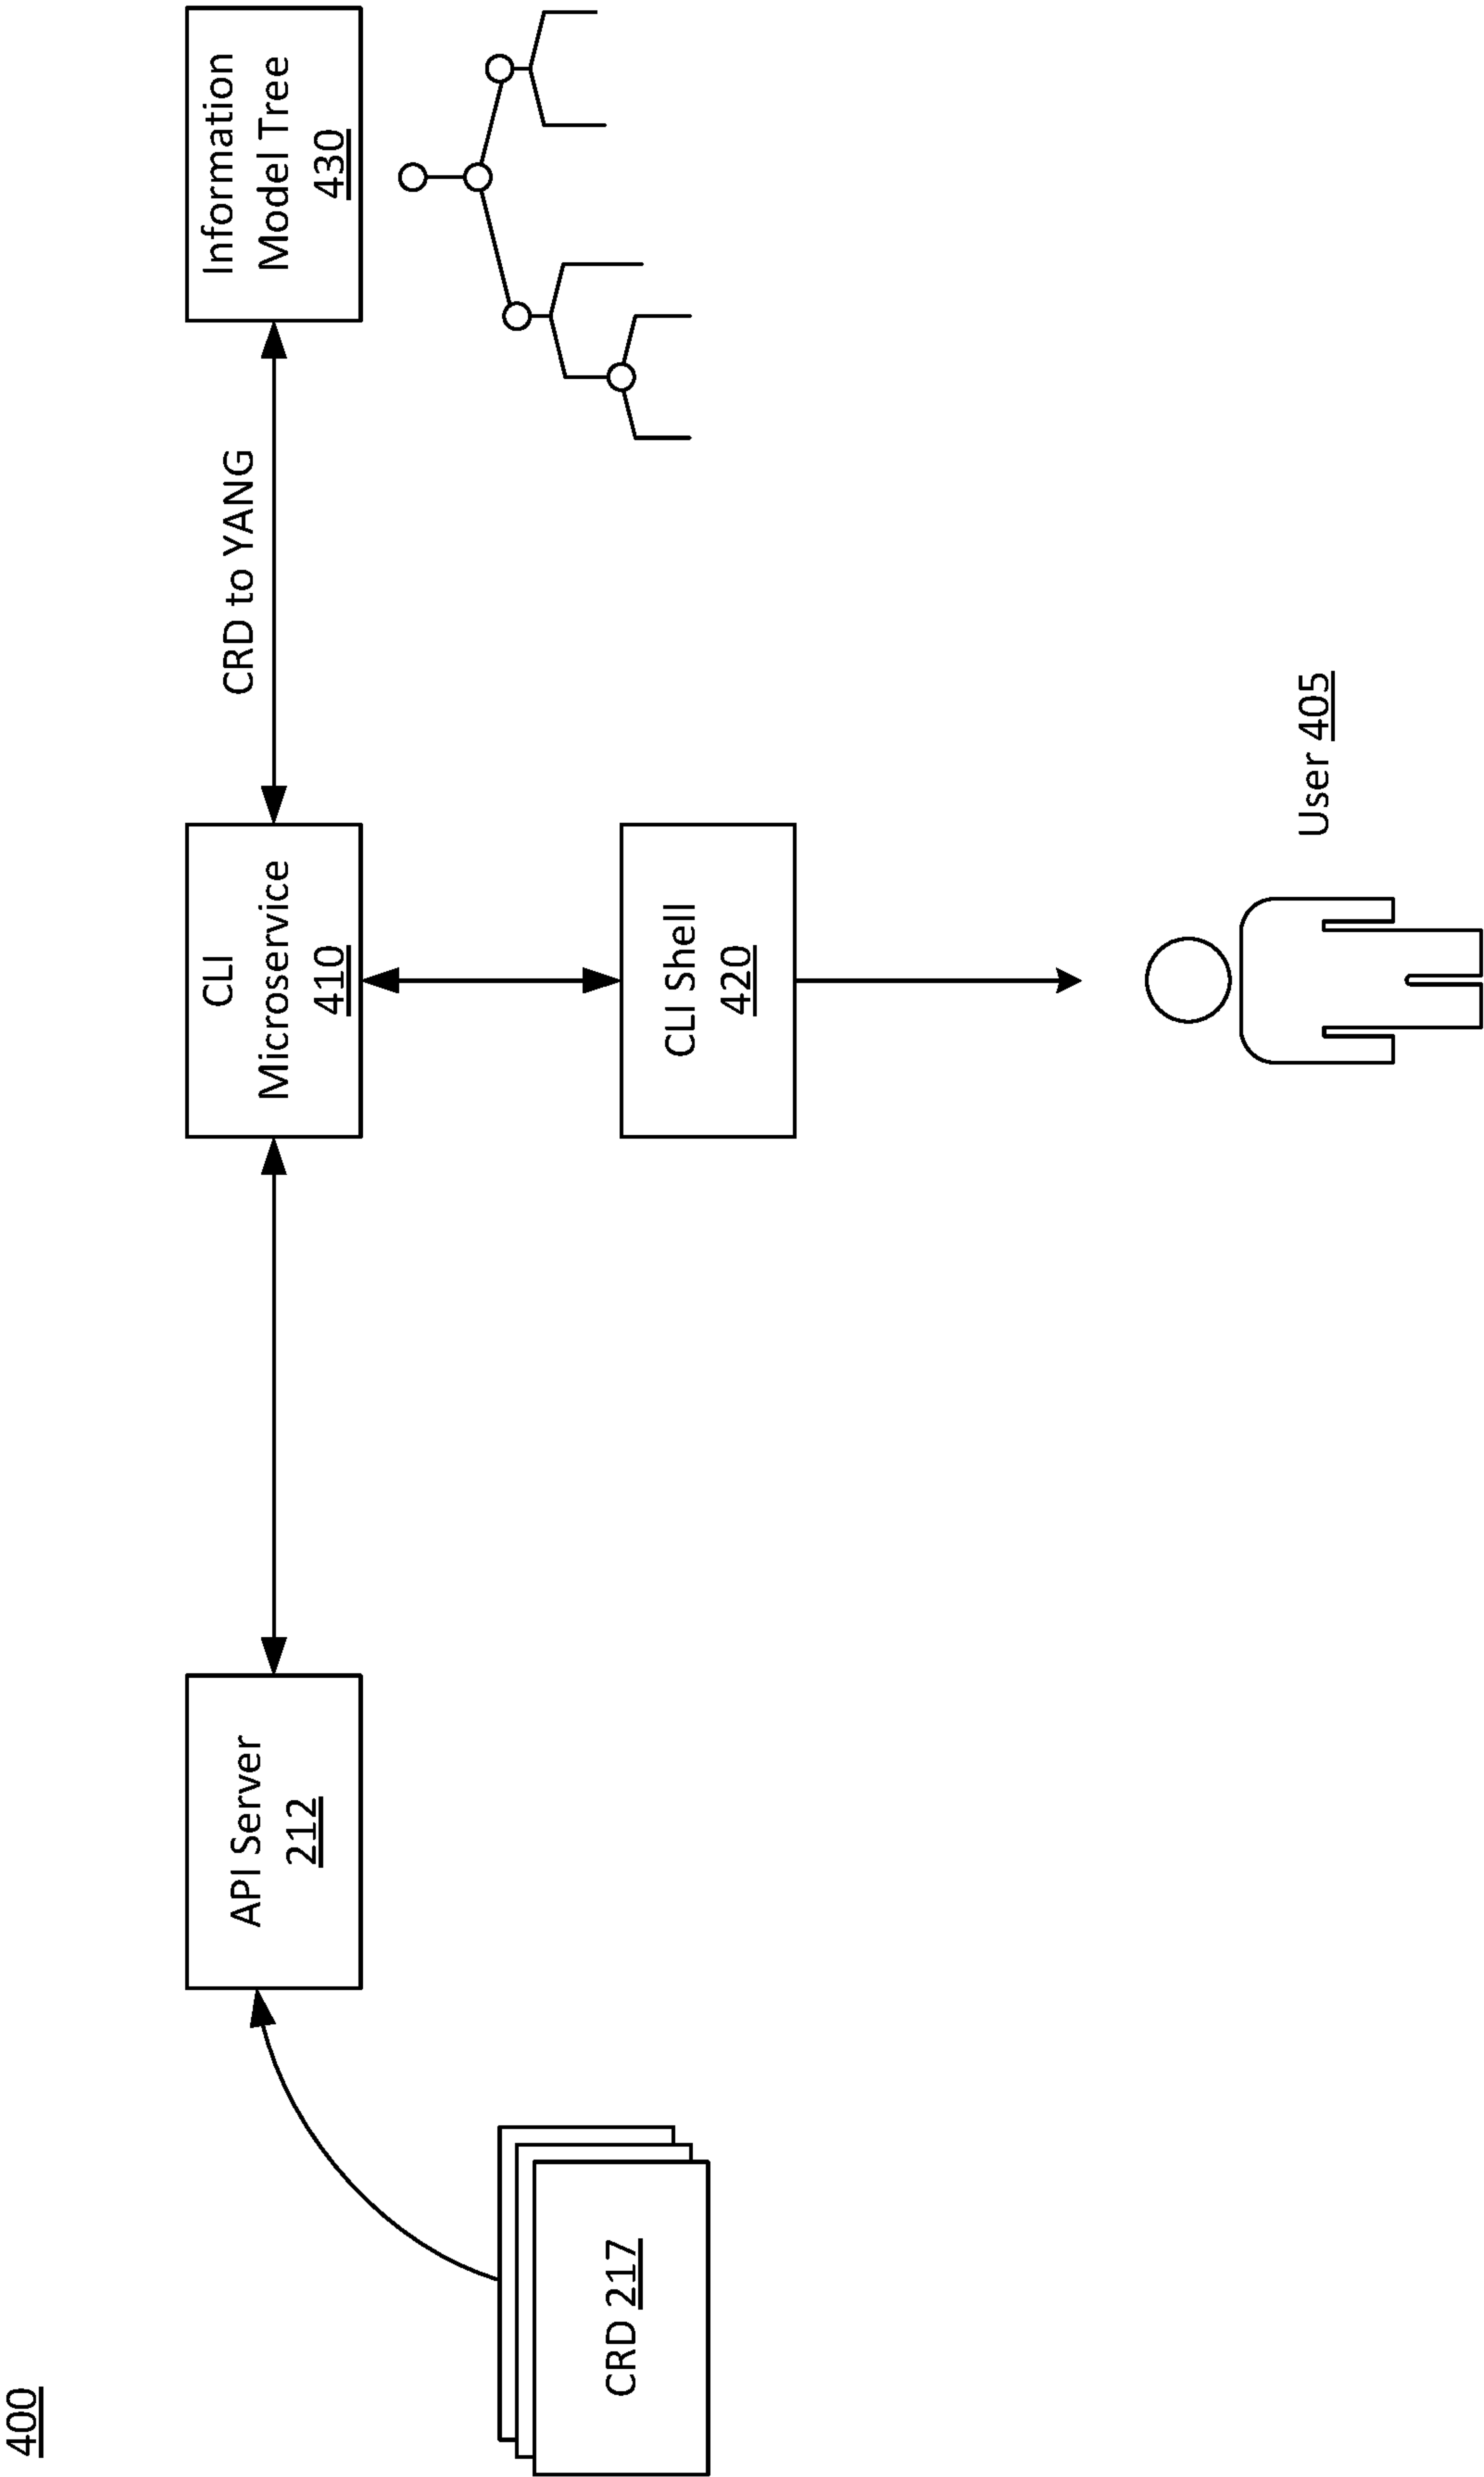 400
CRD 217
API Server
212
CLI
Microservice
410
CRD to YANG
Information
Model Tree
430
CLI Shell
420
User 405